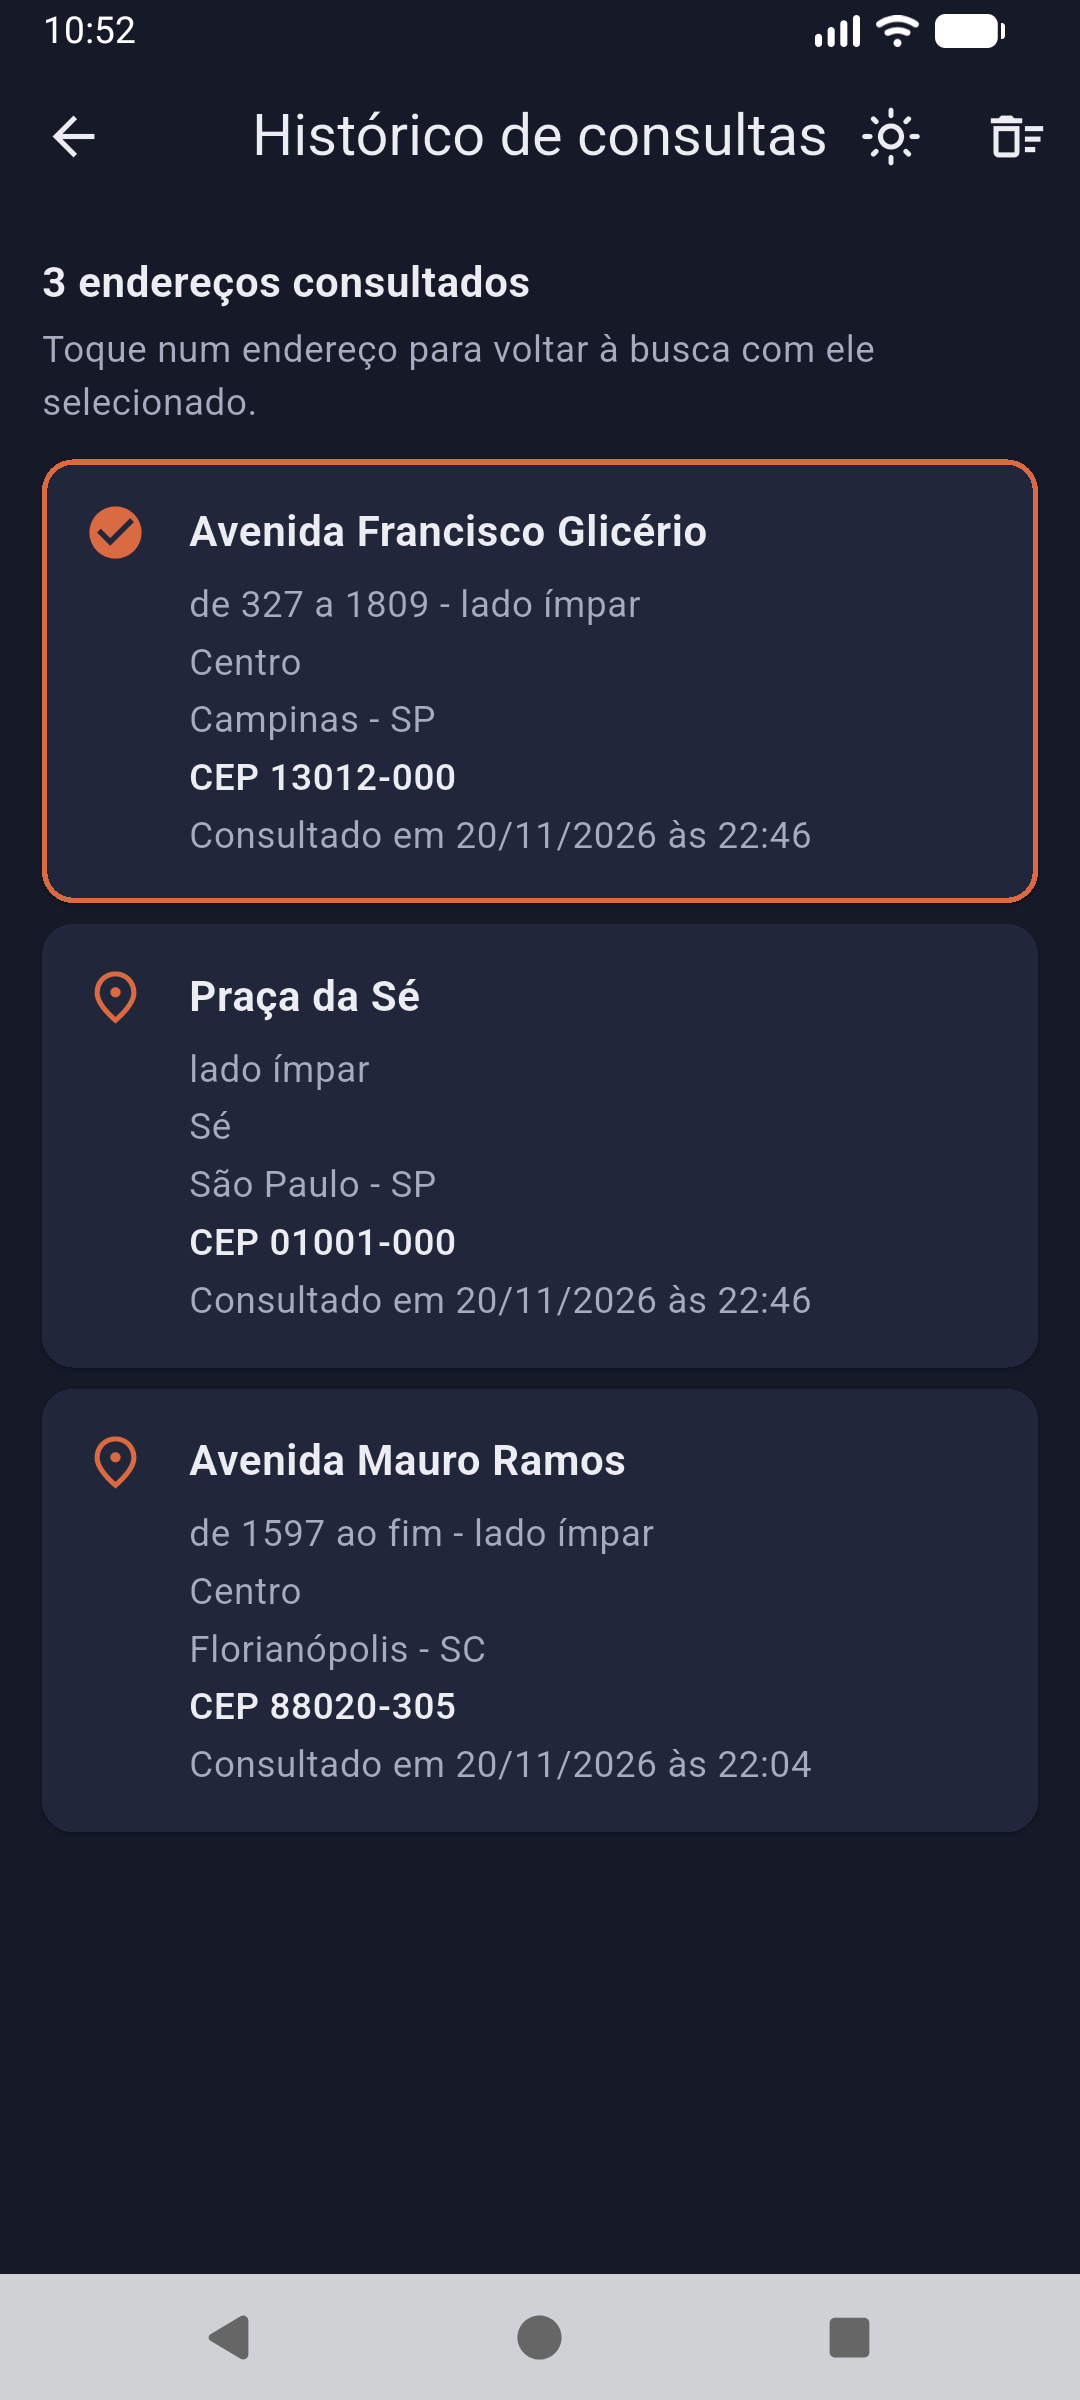 10:52
Histórico de consultas
3 endereços consultados
Toque num endereço para voltar à busca com ele
selecionado.
Avenida Francisco Glicério
de 327 a 1809 - lado ímpar
Centro
Campinas - SP
CEP 13012-000
Consultado em 20/11/2026 às 22:46
Praça da Sé
lado ímpar
Sé
São Paulo - SP
CEP 01001-000
Consultado em 20/11/2026 às 22:46
Avenida Mauro Ramos
de 1597 ao fim - lado ímpar
Centro
Florianópolis - SC
CEP 88020-305
Consultado em 20/11/2026 às 22:04